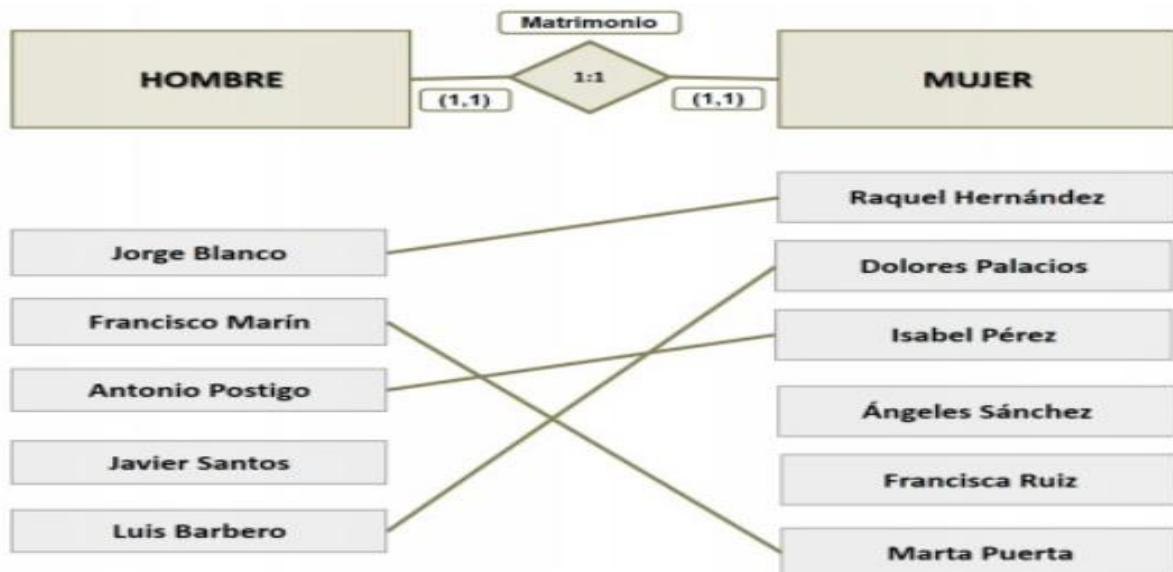 Matrimonio
HOMBRE
1:1
MUJER
(1,1)
(1,1)
Raquel Hernández
Jorge Blanco
Dolores Palacios
Francisco Marín
Isabel Pérez
Antonio Postigo
Ángeles Sánchez
Javier Santos
Francisca Ruiz
Luis Barbero
Marta Puerta